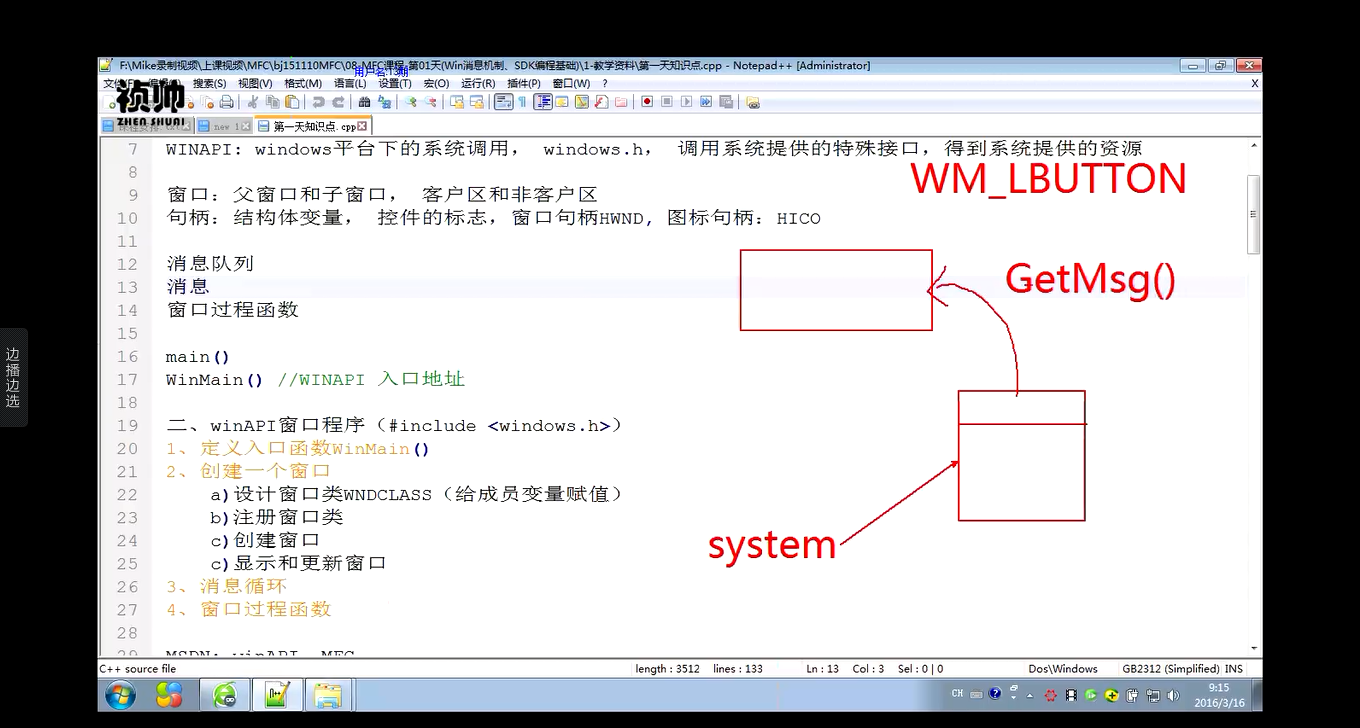 F:\Mike录制视频\上课视频\MFC\bj151110MFC\08-MFC课程-第01天(Win消息机制、SDK编程基础)\1-教学资料\第一天知识点.cpp - Notepad++ [Administrator]
搜索(S) 视图(V) 格式(M) 语言(L) 设置(T) 宏(O) 运行(R) 插件(P) 窗口(W) ? X
祯帅
ZHEN SHUAI
new 1 第一天知识点.cpp
7 WINAPI: windows平台下的系统调用, windows.h, 调用系统提供的特殊接口,得到系统提供的资源
WM_LBUTTON
8
9 窗口: 父窗口和子窗口, 客户区和非客户区
10 句柄: 结构体变量, 控件的标志,窗口句柄HWND, 图标句柄: HICO
11
12 消息队列
13 消息
GetMsg()
14 窗口过程函数
15
16 main()
17 WinMain() //WINAPI 入口地址
18
19 二、winAPI窗口程序(#include <windows.h>)
20 1、定义入口函数WinMain()
21 2、创建一个窗口
22 a)设计窗口类WNDCLASS(给成员变量赋值)
23 b)注册窗口类
24 c)创建窗口
system
25 c)显示和更新窗口
26 3、消息循环
27 4、窗口过程函数
28
29 MSDN: winAPI MFC
边播边选
C++ source file length : 3512 lines : 133 Ln : 13 Col : 3 Sel : 0 | 0 Dos\Windows GB2312 (Simplified) INS
CH 9:15
2016/3/16